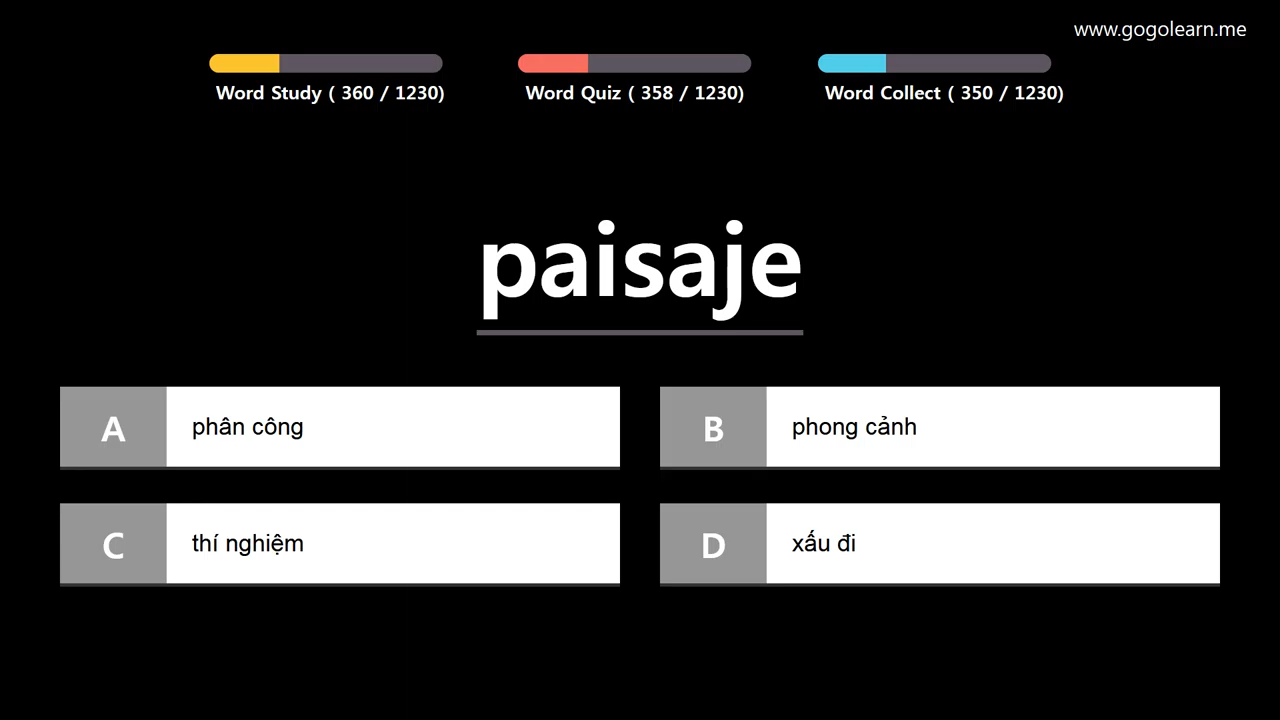 www.gogolearn.me
Word Study ( 360 / 1230)
Word Quiz ( 358 / 1230)
Word Collect ( 350 / 1230)
paisaje
A phân công
B phong cảnh
C thí nghiệm
D xấu đi